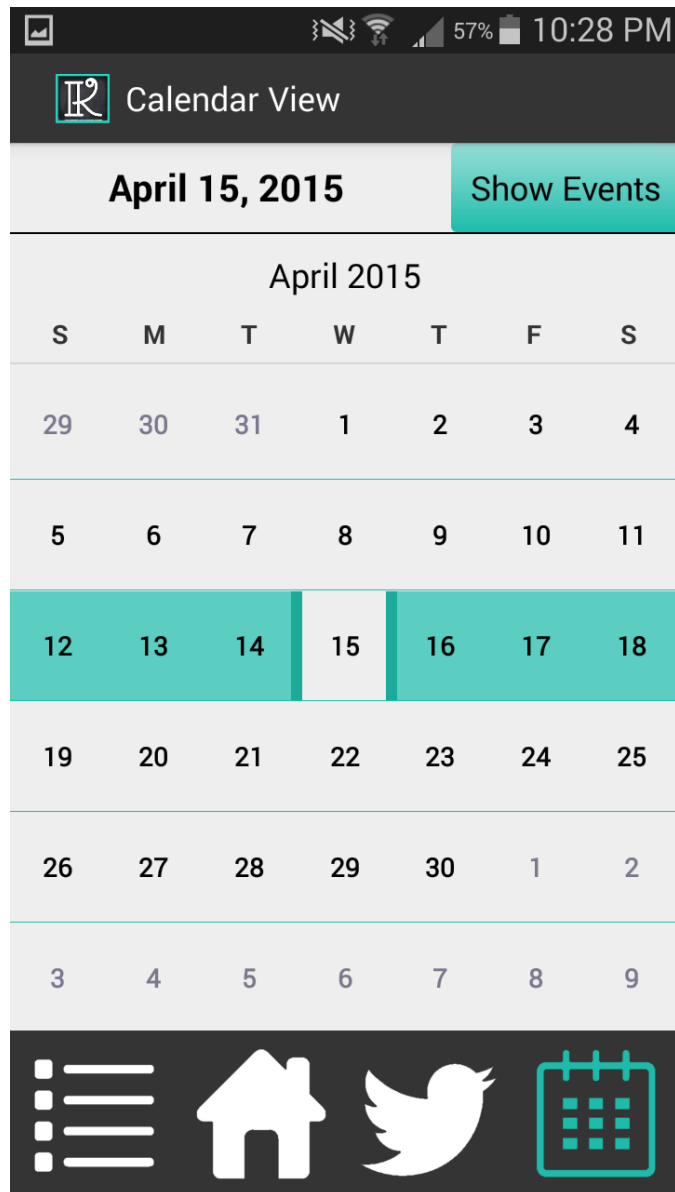 57% 10:28 PM
R Calendar View
April 15, 2015 Show Events
April 2015
S M T W T F S
29 30 31 1 2 3 4
5 6 7 8 9 10 11
12 13 14 15 16 17 18
19 20 21 22 23 24 25
26 27 28 29 30 1 2
3 4 5 6 7 8 9